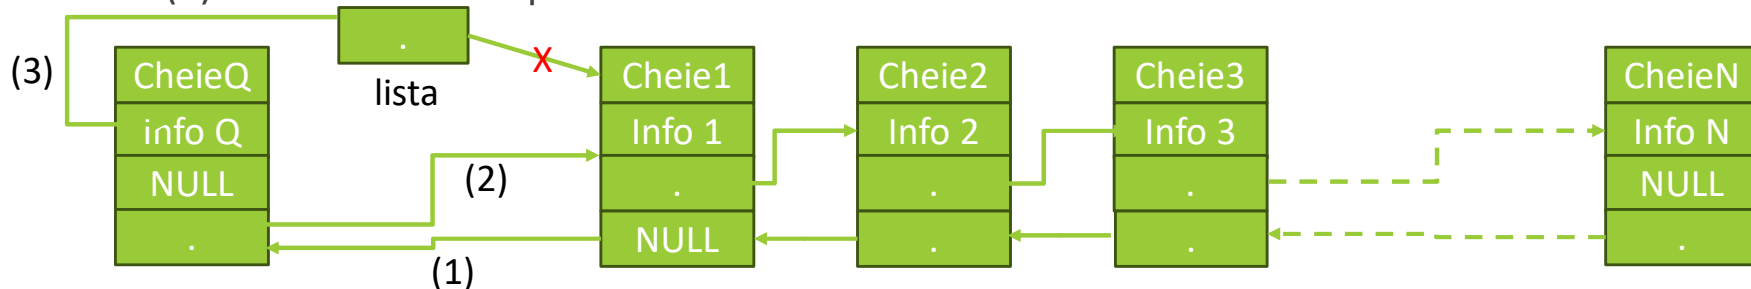 (3)
.
lista
X
CheieQ
info Q
NULL
.
(2)
(1)
Cheie1
Info 1
.
NULL
Cheie2
Info 2
.
.
Cheie3
Info 3
.
.
CheieN
Info N
NULL
.